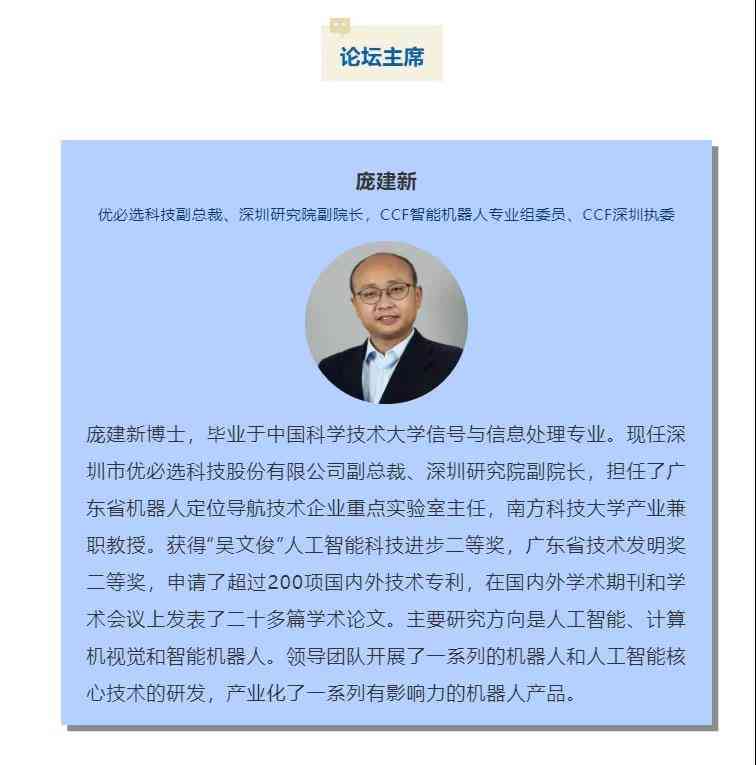 论坛主席
庞建新
优必选科技副总裁、深圳研究院副院长，CCF智能机器人专业组委员、CCF深圳执委
庞建新博士，毕业于中国科学技术大学信号与信息处理专业。现任深
圳市优必选科技股份有限公司副总裁、深圳研究院副院长，担任了广
东省机器人定位导航技术企业重点实验室主任，南方科技大学产业兼
职教授。获得“吴文俊”人工智能科技进步二等奖，广东省技术发明奖
二等奖，申请了超过200项国内外技术专利，在国内外学术期刊和学
术会议上发表了二十多篇学术论文。主要研究方向是人工智能、计算
机视觉和智能机器人。领导团队开展了一系列的机器人和人工智能核
心技术的研发，产业化了一系列有影响力的机器人产品。